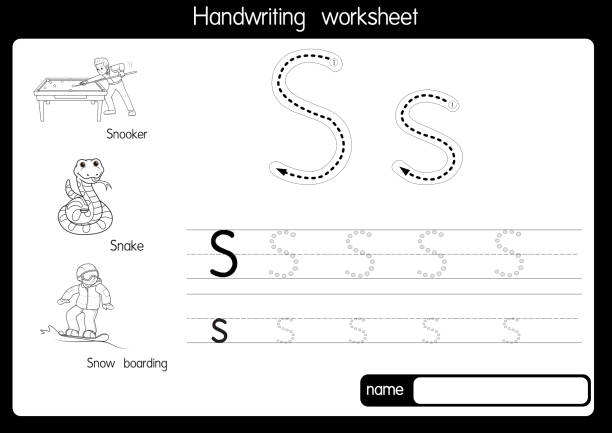 Handwriting worksheet
Snooker
Snake
Snow boarding
1
1
S S S S S
s s s s s
name